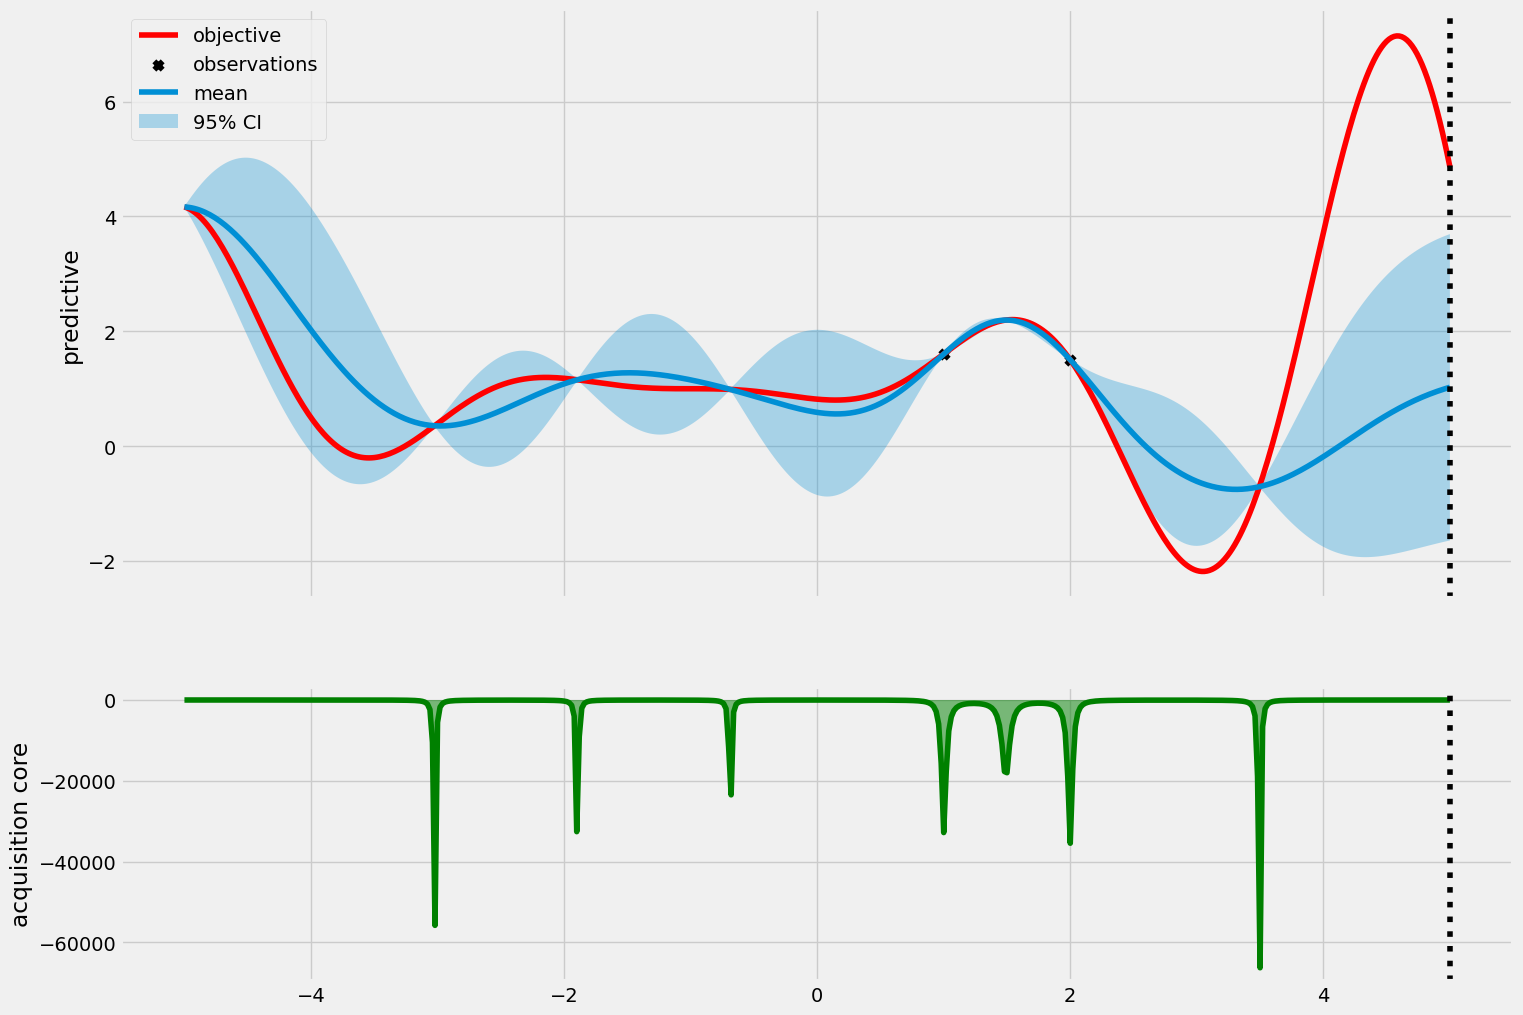 objective
observations
mean
95% CI
predictive
6
4
2
0
−2
acquisition core
0
−20000
−40000
−60000
−4
−2
0
2
4